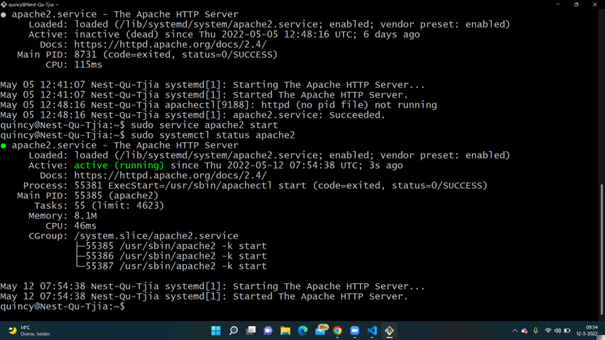 quincy@Nest-Qu-Tjia: ~
● apache2.service - The Apache HTTP Server
Loaded: loaded (/lib/systemd/system/apache2.service; enabled; vendor preset: enabled)
Active: inactive (dead) since Thu 2022-05-05 12:48:16 UTC; 6 days ago
Docs: https://httpd.apache.org/docs/2.4/
Main PID: 8731 (code=exited, status=0/SUCCESS)
CPU: 115ms
May 05 12:41:07 Nest-Qu-Tjia systemd[1]: Starting The Apache HTTP Server...
May 05 12:41:07 Nest-Qu-Tjia systemd[1]: Started The Apache HTTP Server.
May 05 12:48:16 Nest-Qu-Tjia apachectl[9188]: httpd (no pid file) not running
May 05 12:48:16 Nest-Qu-Tjia systemd[1]: apache2.service: Succeeded.
quincy@Nest-Qu-Tjia:~$ sudo service apache2 start
quincy@Nest-Qu-Tjia:~$ sudo systemctl status apache2
● apache2.service - The Apache HTTP Server
Loaded: loaded (/lib/systemd/system/apache2.service; enabled; vendor preset: enabled)
Active: active (running) since Thu 2022-05-12 07:54:38 UTC; 3s ago
Docs: https://httpd.apache.org/docs/2.4/
Process: 55381 ExecStart=/usr/sbin/apachectl start (code=exited, status=0/SUCCESS)
Main PID: 55385 (apache2)
Tasks: 55 (limit: 4623)
Memory: 8.1M
CPU: 46ms
CGroup: /system.slice/apache2.service
├─55385 /usr/sbin/apache2 -k start
├─55386 /usr/sbin/apache2 -k start
└─55387 /usr/sbin/apache2 -k start
May 12 07:54:38 Nest-Qu-Tjia systemd[1]: Starting The Apache HTTP Server...
May 12 07:54:38 Nest-Qu-Tjia systemd[1]: Started The Apache HTTP Server.
quincy@Nest-Qu-Tjia:~$
14°C
Overw. helder
99+
09:54
12-5-2022